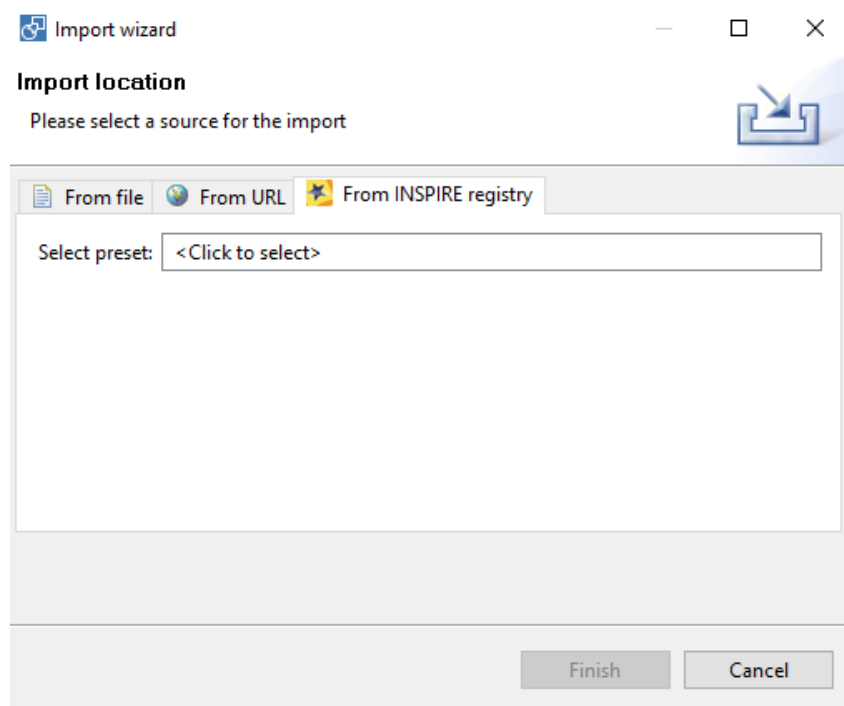 Import wizard
Import location
Please select a source for the import
From file From URL From INSPIRE registry
Select preset: <Click to select>
Finish Cancel